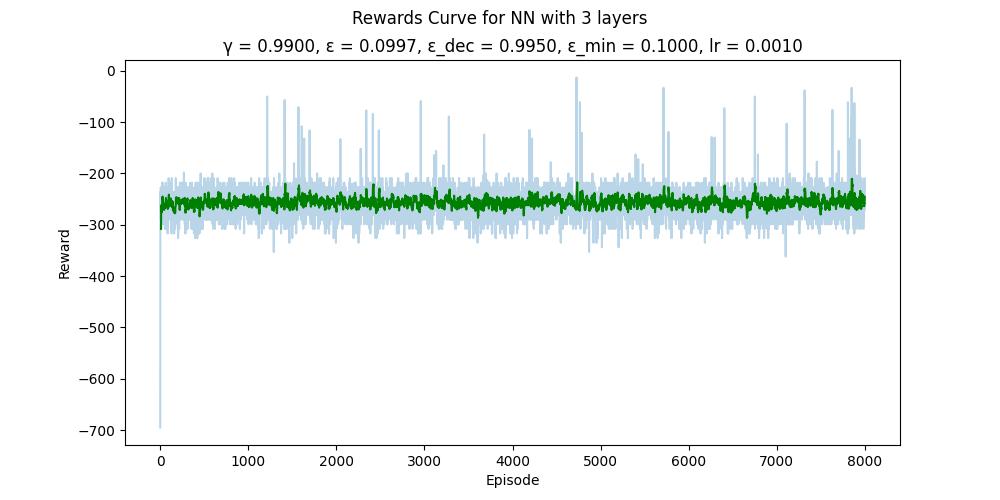 Rewards Curve for NN with 3 layers
γ = 0.9900, ε = 0.0997, ε_dec = 0.9950, ε_min = 0.1000, lr = 0.0010
0
−100
−200
−300
−400
−500
−600
−700
Reward
0 1000 2000 3000 4000 5000 6000 7000 8000
Episode